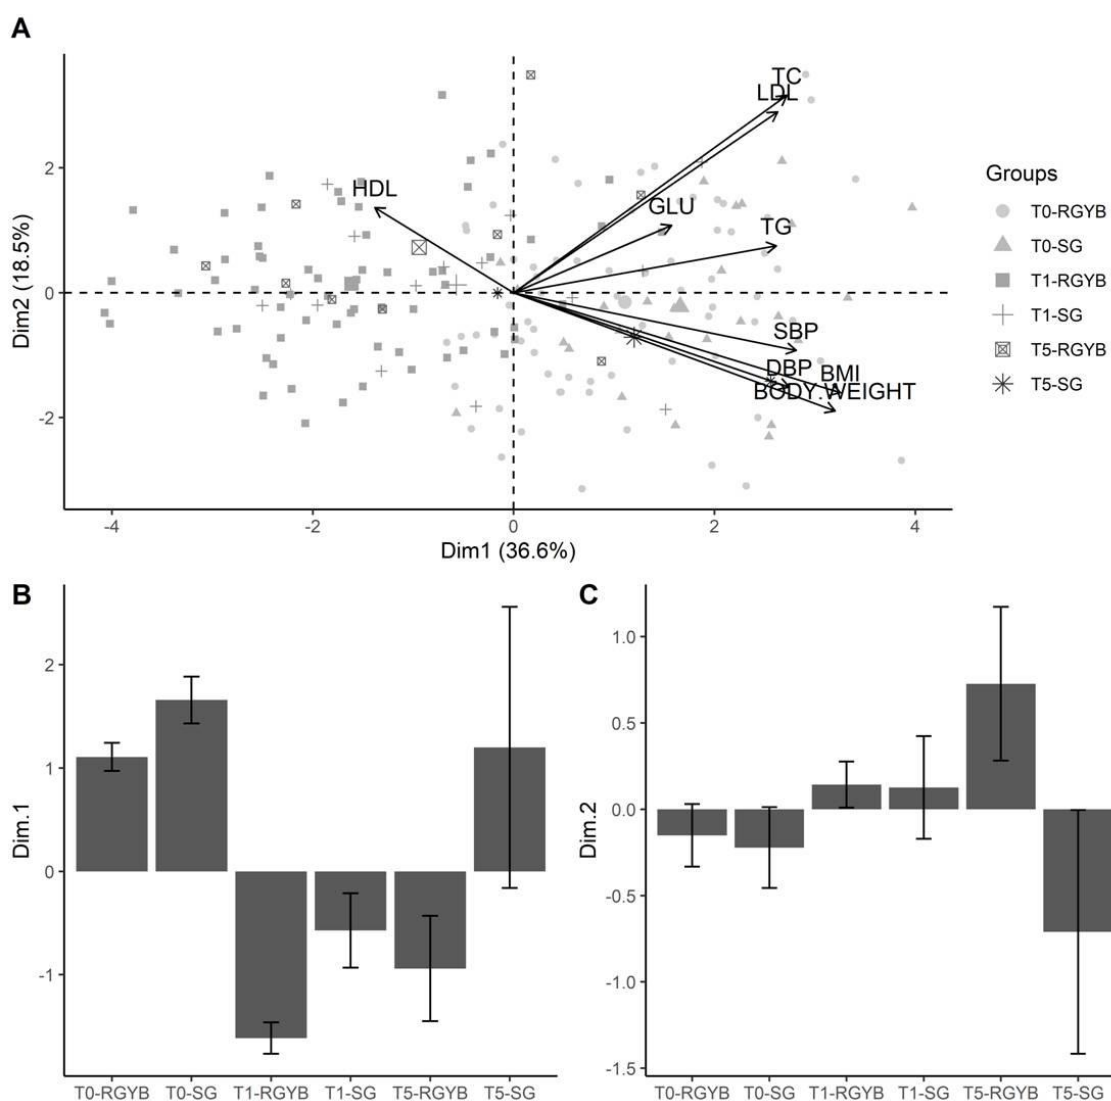 A
TC
LDL
HDL
GLU
TG
SBP
DBP BMI
BODY.WEIGHT
2
0
-2
-4 -2 0 2 4
Dim1 (36.6%)
Dim2 (18.5%)
Groups
T0-RGYB
T0-SG
T1-RGYB
T1-SG
T5-RGYB
T5-SG
B
2
1
0
-1
Dim.1
T0-RGYB T0-SG T1-RGYB T1-SG T5-RGYB T5-SG
C
1.0
0.5
0.0
-0.5
-1.0
-1.5
Dim.2
T0-RGYB T0-SG T1-RGYB T1-SG T5-RGYB T5-SG